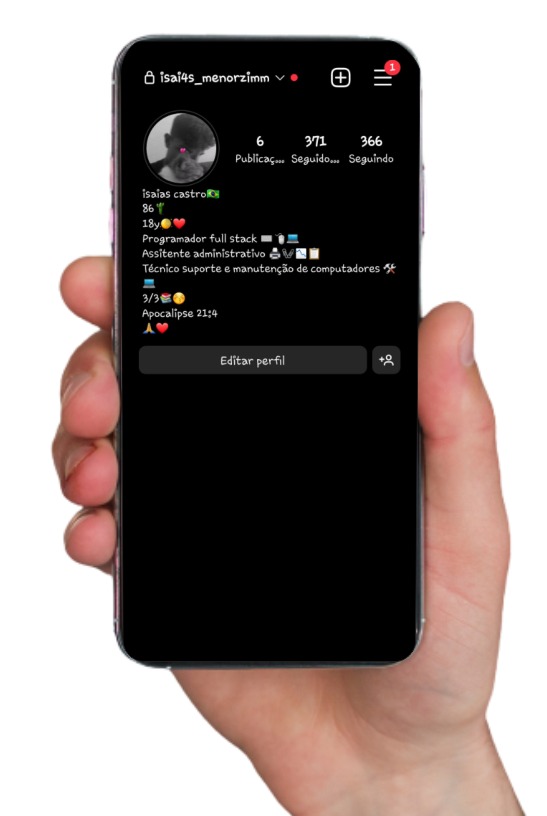 isai4s_menorzimm
1
6 371 366
Publicaç... Seguido... Seguindo
isaias castro🇧🇷
86🌵
18y🌕❤️
Programador full stack ⌨️🖱️💻
Assitente administrativo 🖨️🖇️📉📋
Técnico suporte e manutenção de computadores 🛠️
💻
3/3📚😚
Apocalipse 21:4
🙏❤️
Editar perfil